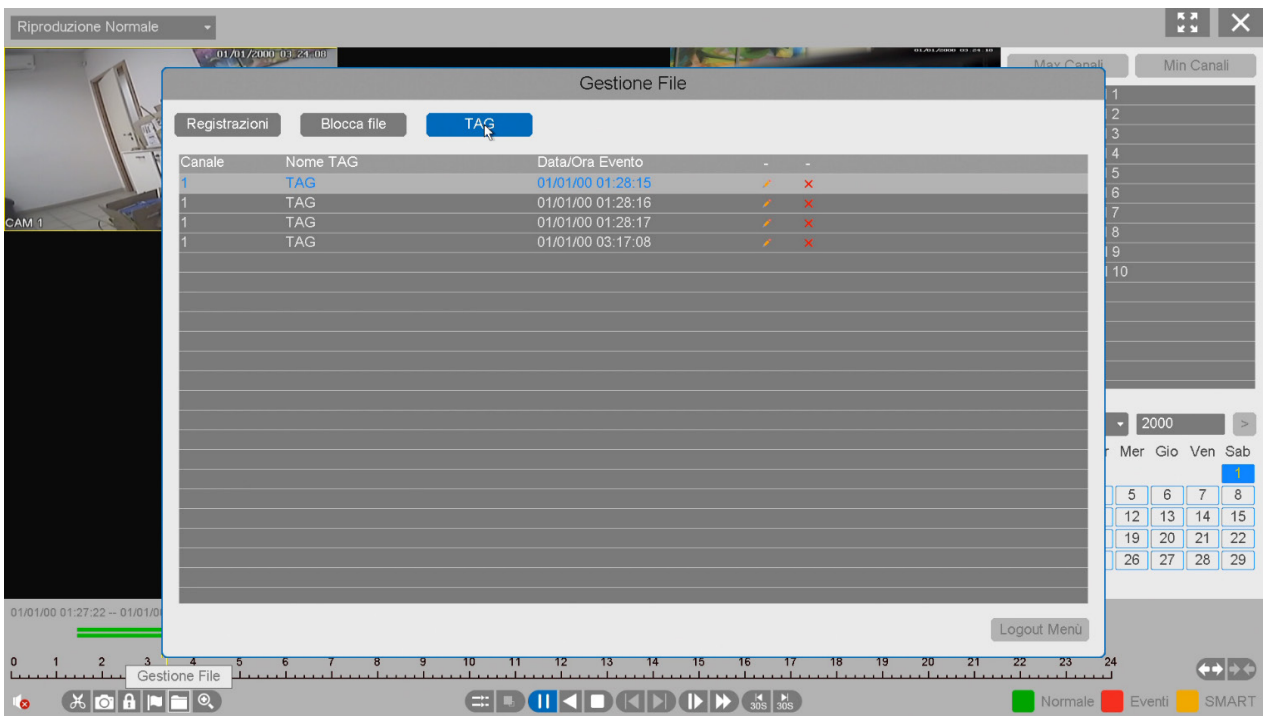 Riproduzione Normale
01/01/2000 03:24:08
Max Canali
Min Canali
Gestione File
1
2
3
4
5
6
7
8
9
10
Registrazioni
Blocca file
TAG
Canale Nome TAG Data/Ora Evento - -
1 TAG 01/01/00 01:28:15
1 TAG 01/01/00 01:28:16
1 TAG 01/01/00 01:28:17
1 TAG 01/01/00 03:17:08
CAM 1
2000 >
Mer Gio Ven Sab
1
5 6 7 8
12 13 14 15
19 20 21 22
26 27 28 29
Logout Menù
01/01/00 01:27:22 -- 01/01/0
0 1 2 3 4 5 6 7 8 9 10 11 12 13 14 15 16 17 18 19 20 21 22 23 24
Gestione File
30S 30S
Normale Eventi SMART